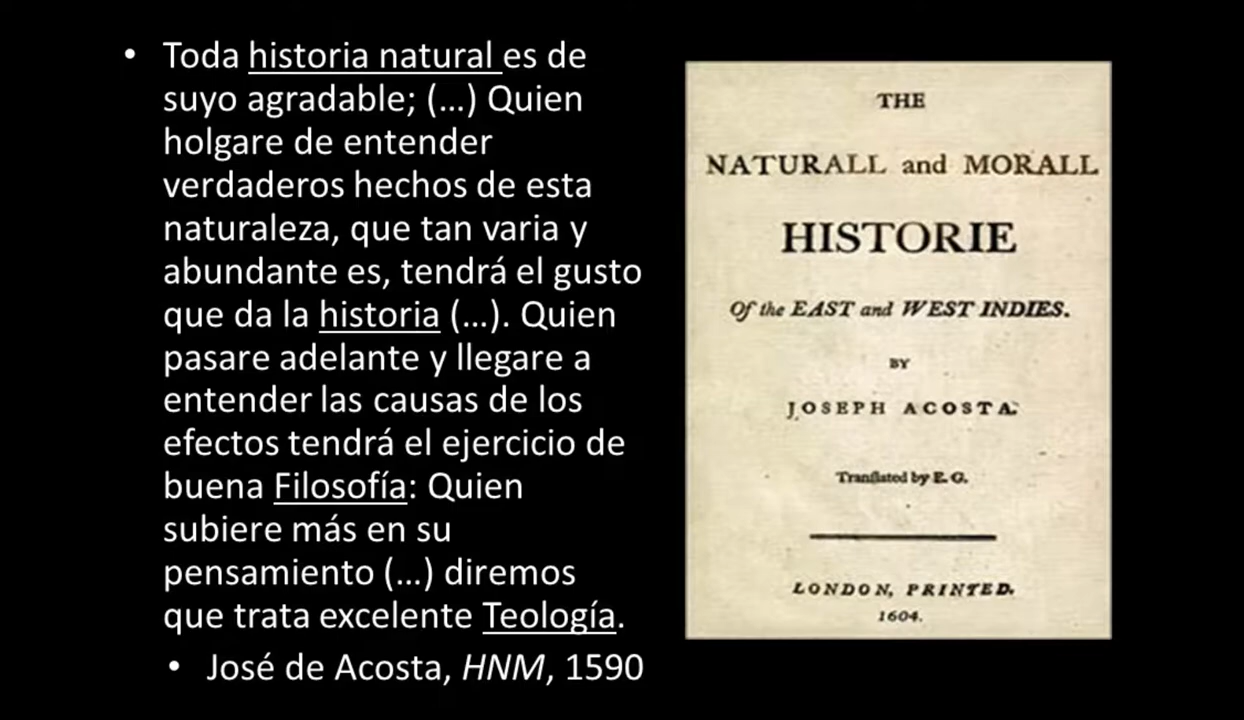 • Toda historia natural es de
suyo agradable; (...) Quien
holgare de entender
verdaderos hechos de esta
naturaleza, que tan varia y
abundante es, tendrá el gusto
que da la historia (...). Quien
pasare adelante y llegare a
entender las causas de los
efectos tendrá el ejercicio de
buena Filosofía: Quien
subiere más en su
pensamiento (...) diremos
que trata excelente Teología.
• José de Acosta, HNM, 1590
THE
NATURALL and MORALL
HISTORIE
Of the EAST and WEST INDIES.
BY
JOSEPH ACOSTA.
Translated by E. G.
LONDON, PRINTED.
1604.